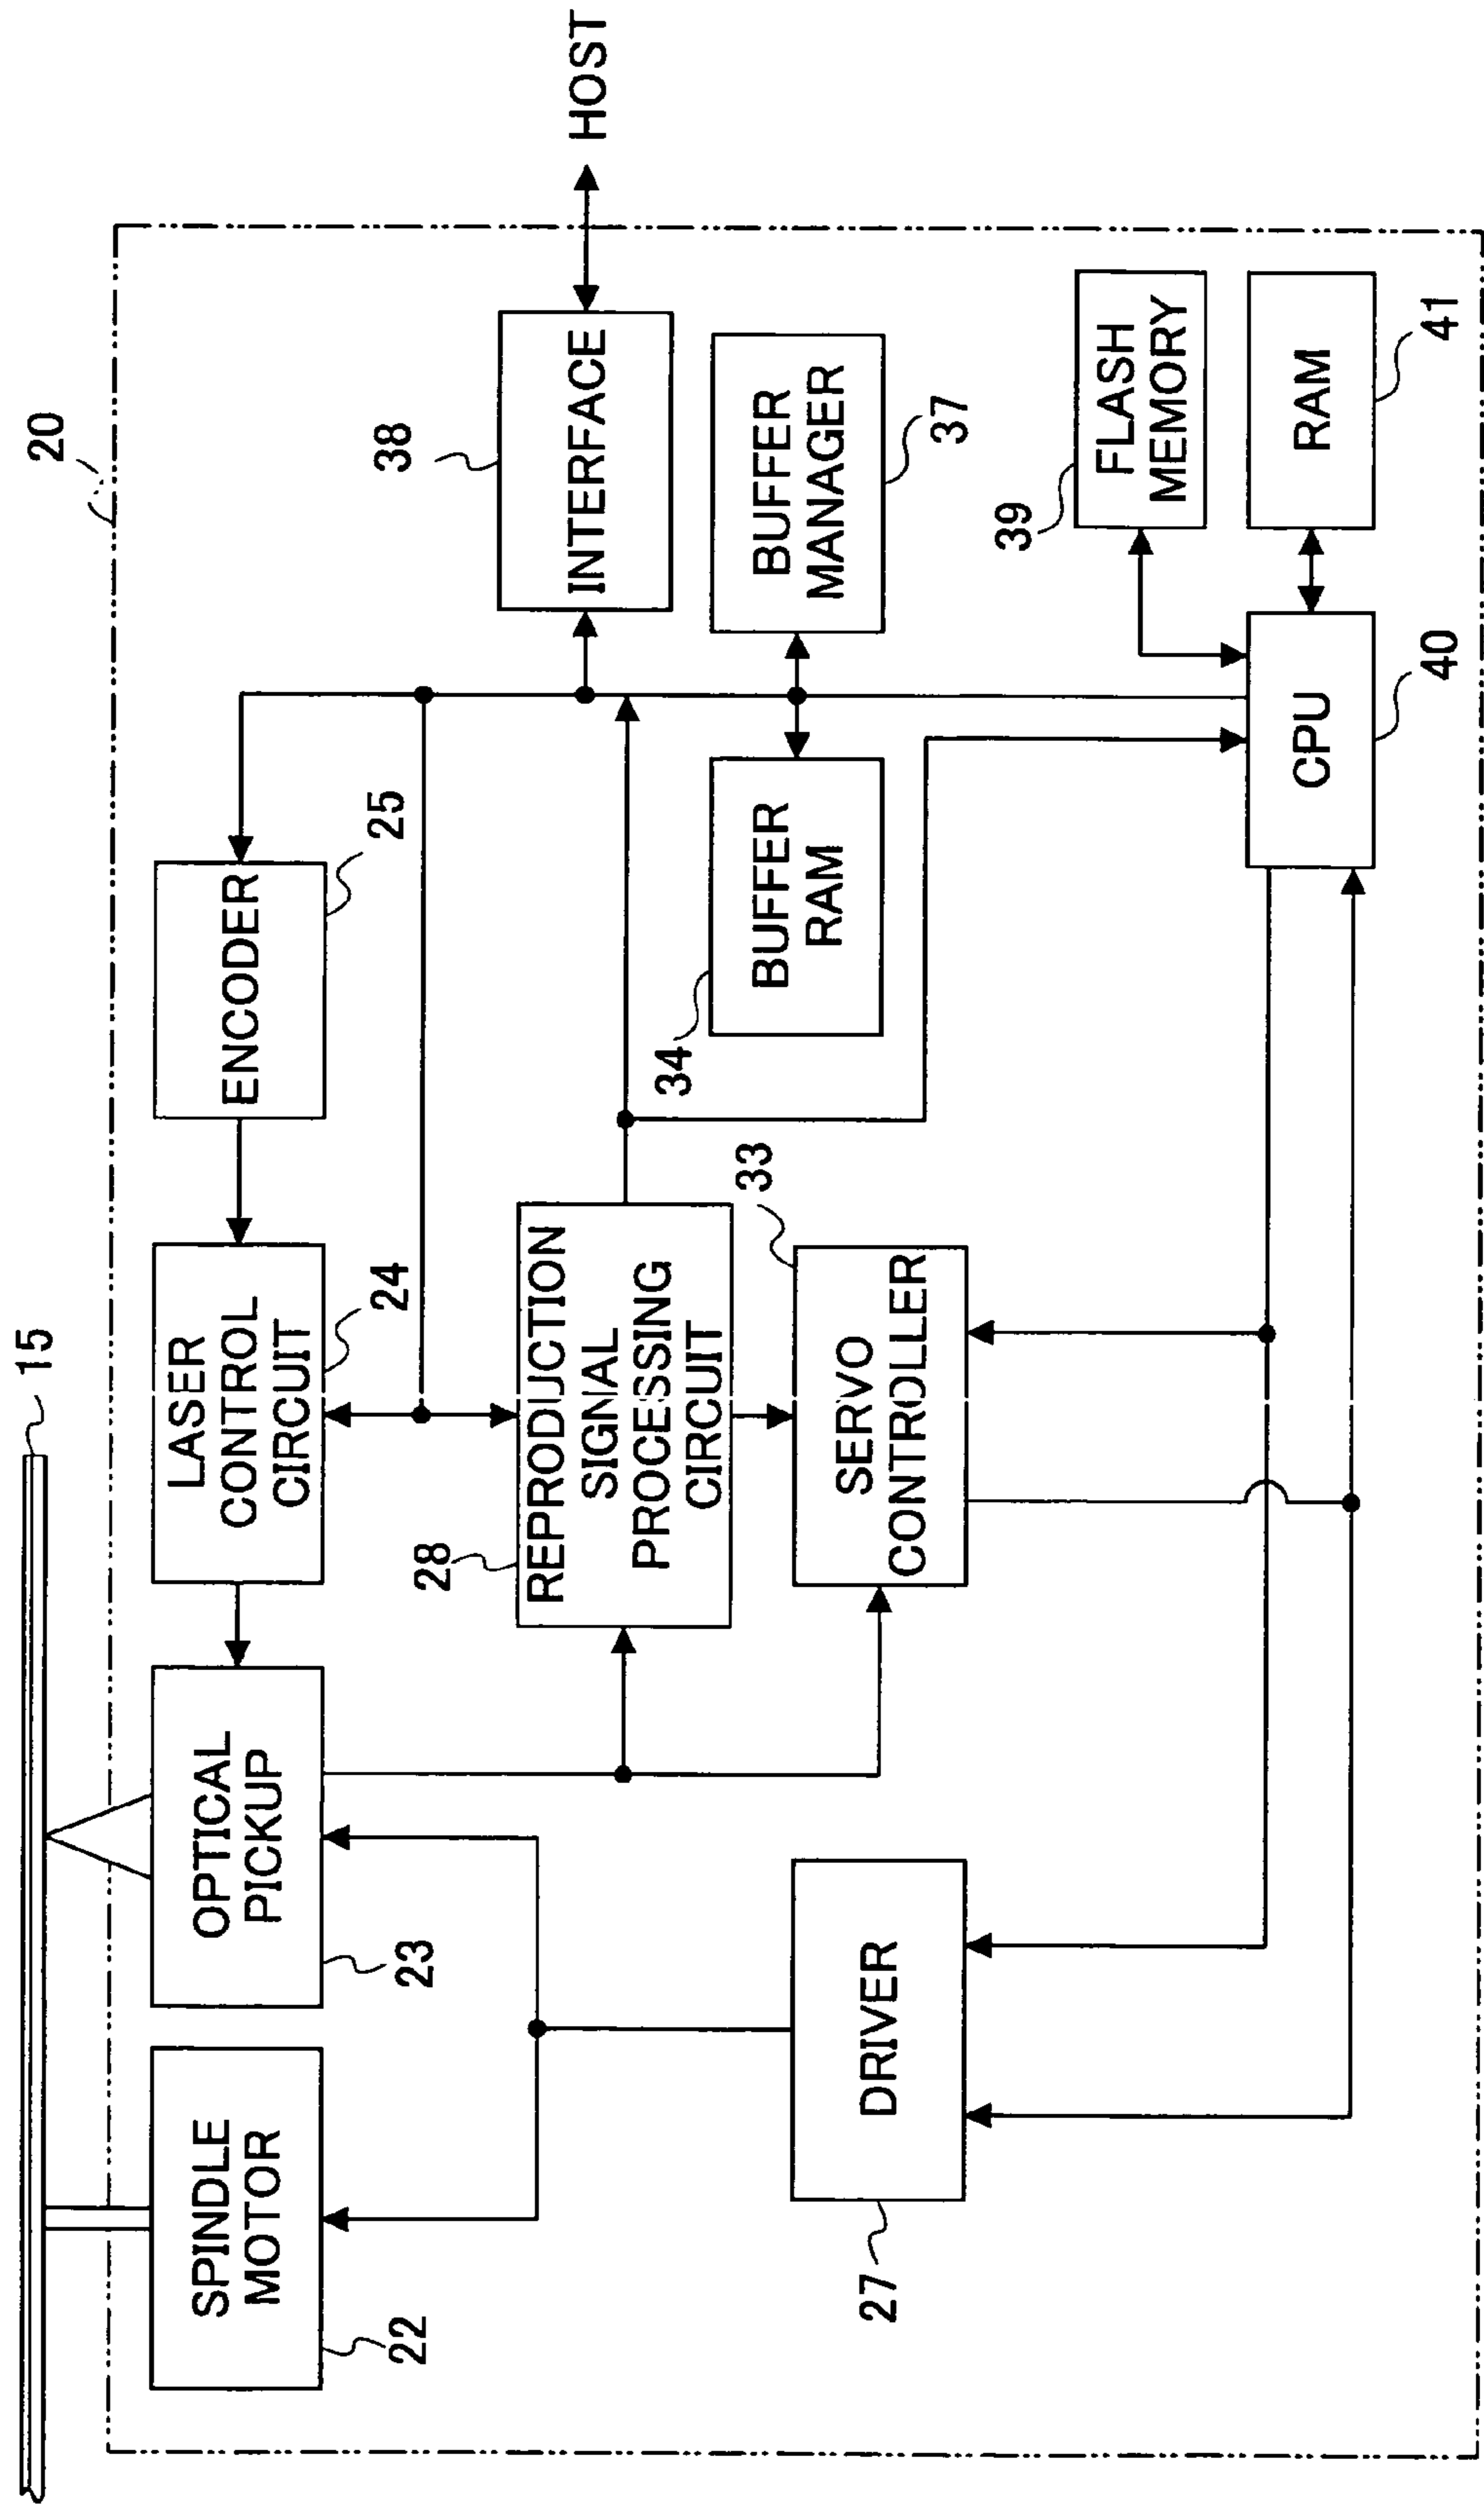 15
20
SPINDLE
MOTOR
22
OPTICAL
PICKUP
23
LASER
CONTROL
CIRCUIT
24
ENCODER
25
28
REPRODUCTION
SIGNAL
PROCESSING
CIRCUIT
38
INTERFACE
HOST
34
BUFFER
RAM
BUFFER
MANAGER
37
33
SERVO
CONTROLLER
DRIVER
27
39
FLASH
MEMORY
CPU
40
RAM
41